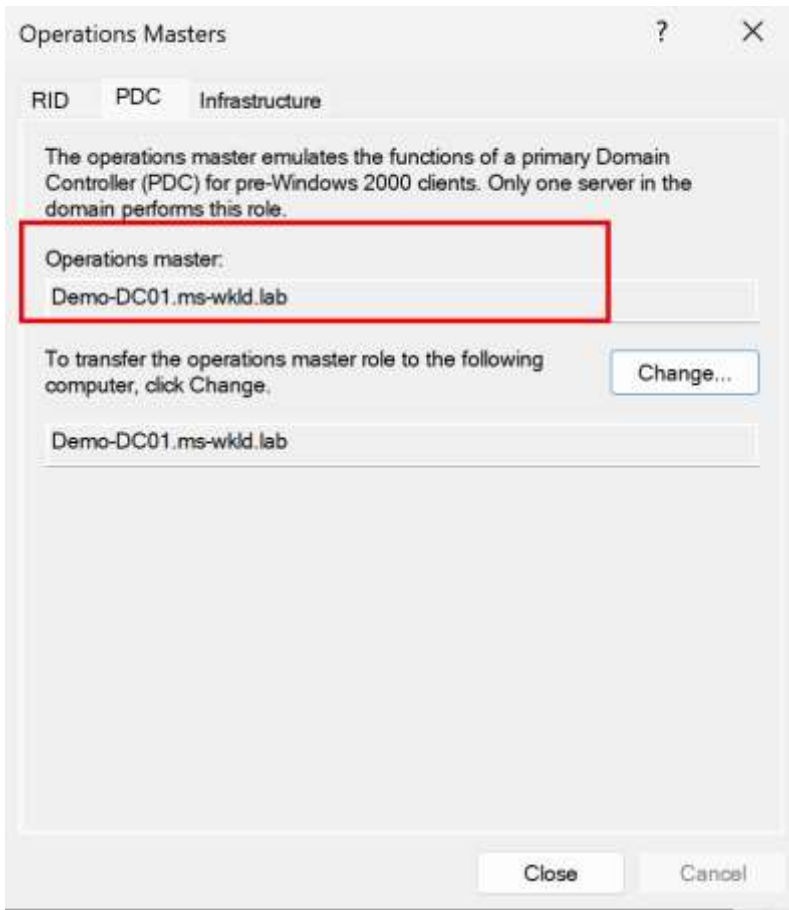 Operations Masters
RID PDC Infrastructure
The operations master emulates the functions of a primary Domain
Controller (PDC) for pre-Windows 2000 clients. Only one server in the
domain performs this role.
Operations master:
Demo-DC01.ms-wkld.lab
To transfer the operations master role to the following
computer, click Change.
Change...
Demo-DC01.ms-wkld.lab
Close Cancel